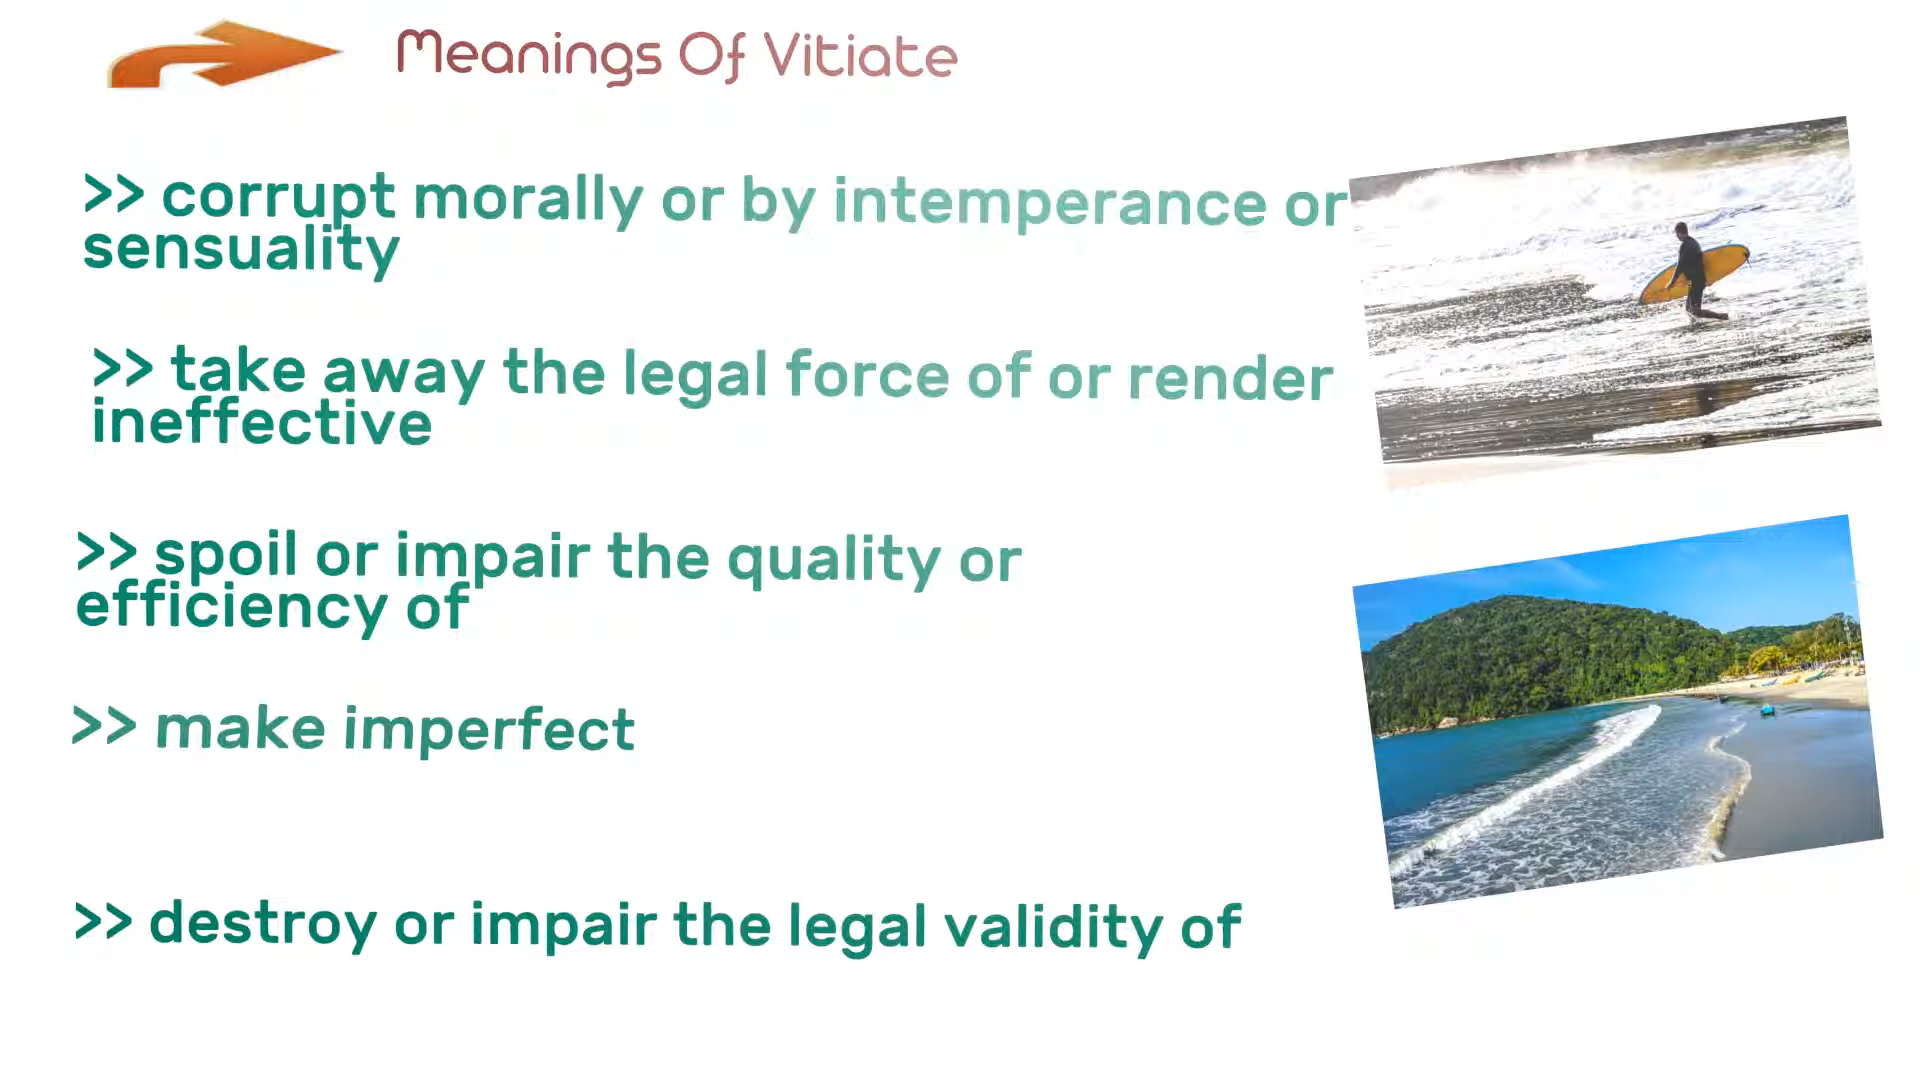 Meanings Of Vitiate
>> corrupt morally or by intemperance or
sensuality
>> take away the legal force of or render
ineffective
>> spoil or impair the quality or
efficiency of
>> make imperfect
>> destroy or impair the legal validity of